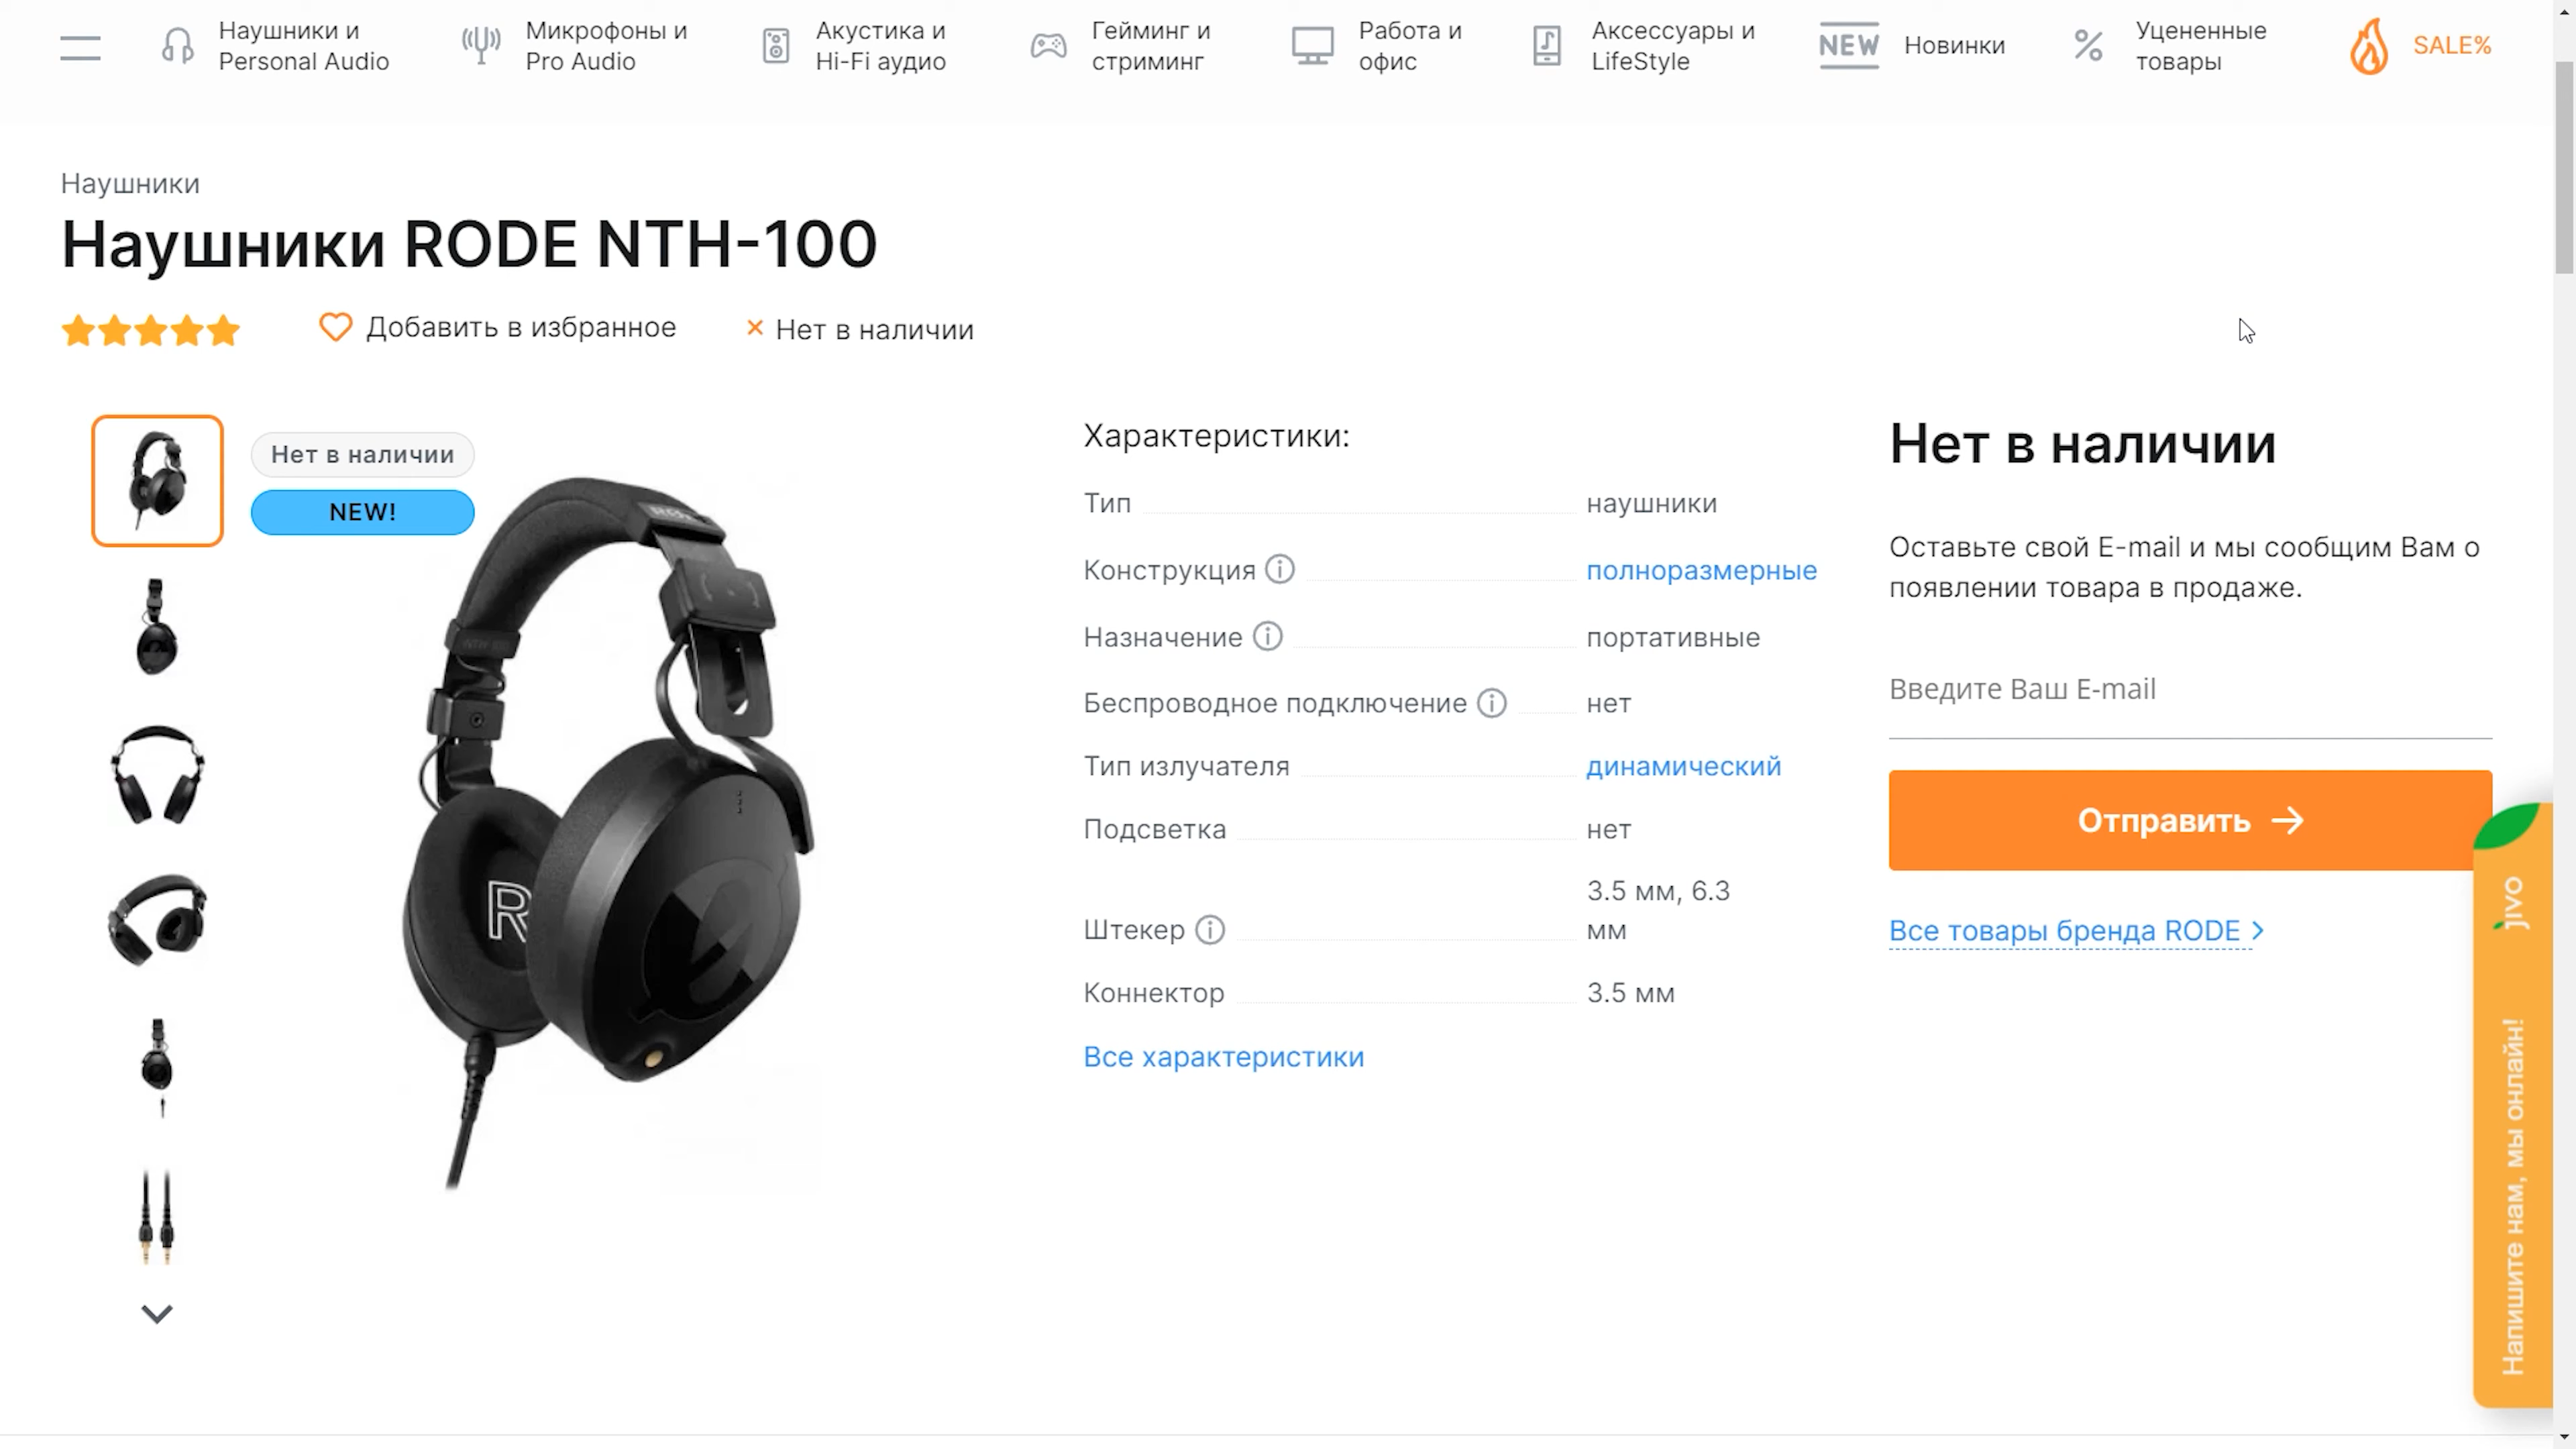 Наушники и
Personal Audio
Микрофоны и
Pro Audio
Акустика и
Hi-Fi аудио
Гейминг и
стриминг
Работа и
офис
Аксессуары и
LifeStyle
NEW
Новинки
Уцененные
товары
SALE%
Наушники
Наушники RODE NTH-100
Добавить в избранное
Нет в наличии
Нет в наличии
NEW!
R
Характеристики:
Тип наушники
Конструкция полноразмерные
Назначение портативные
Беспроводное подключение нет
Тип излучателя динамический
Подсветка нет
Штекер 3.5 мм, 6.3
мм
Коннектор 3.5 мм
Все характеристики
Нет в наличии
Оставьте свой E-mail и мы сообщим Вам о
появлении товара в продаже.
Введите Ваш E-mail
Отправить
Все товары бренда RODE
jivo
Напишите нам, мы онлайн!